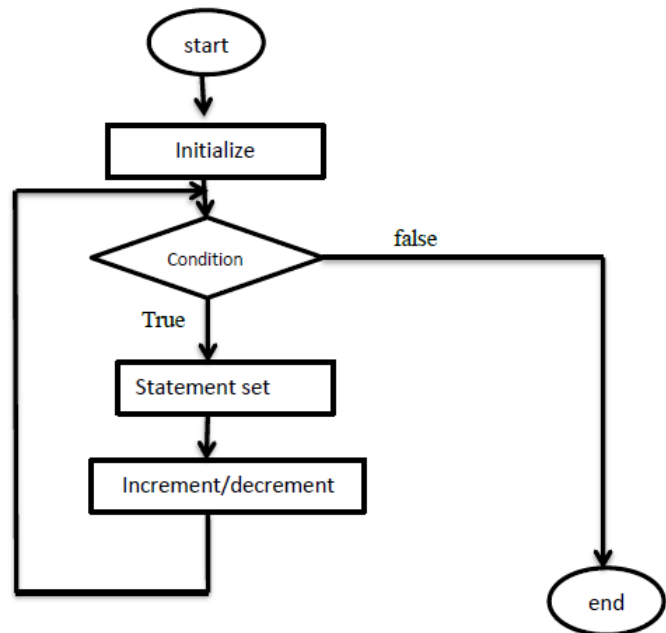 start
Initialize
Condition
false
True
Statement set
Increment/decrement
end